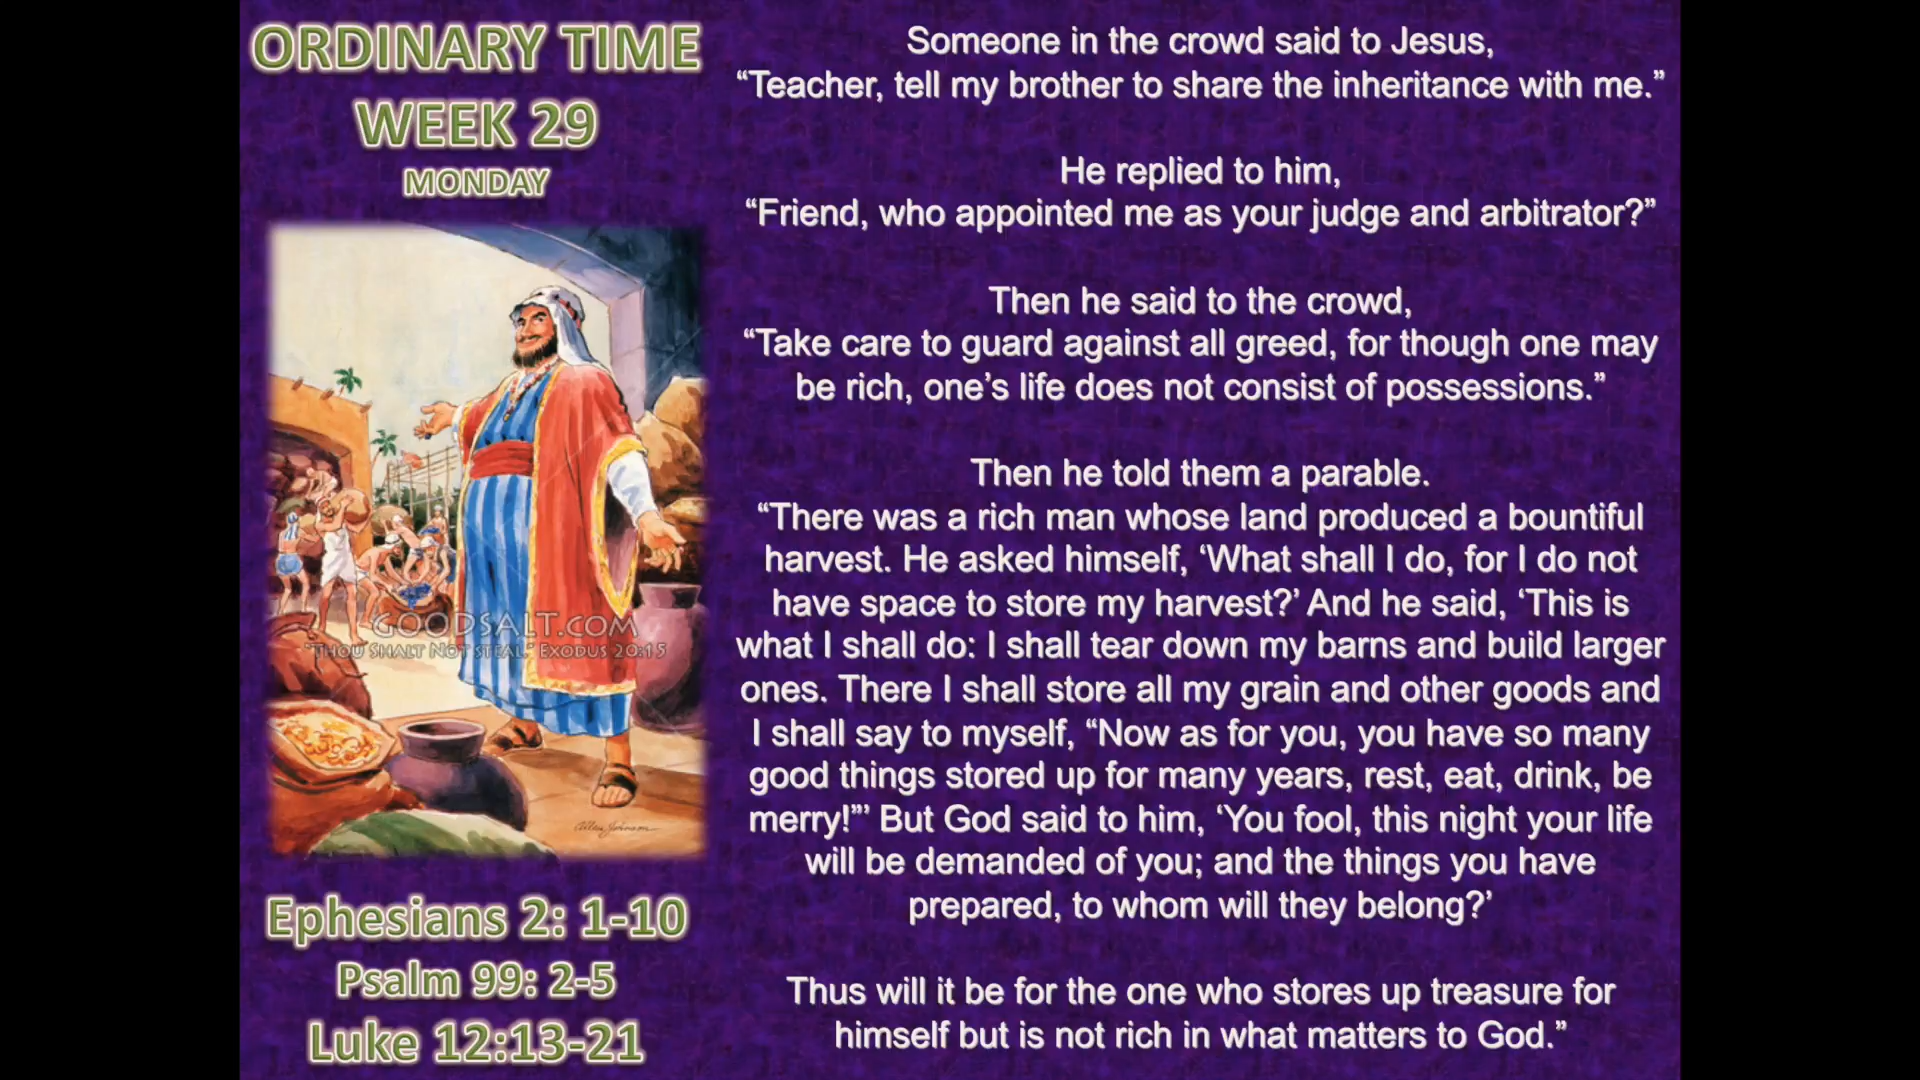 ORDINARY TIME
WEEK 29
MONDAY
GOODSALT.COM
"THOU SHALT NOT STEAL." EXODUS 20:15
Ephesians 2: 1-10
Psalm 99: 2-5
Luke 12:13-21
Someone in the crowd said to Jesus,
“Teacher, tell my brother to share the inheritance with me.”
He replied to him,
“Friend, who appointed me as your judge and arbitrator?”
Then he said to the crowd,
“Take care to guard against all greed, for though one may
be rich, one’s life does not consist of possessions.”
Then he told them a parable.
“There was a rich man whose land produced a bountiful
harvest. He asked himself, ‘What shall I do, for I do not
have space to store my harvest?’ And he said, ‘This is
what I shall do: I shall tear down my barns and build larger
ones. There I shall store all my grain and other goods and
I shall say to myself, “Now as for you, you have so many
good things stored up for many years, rest, eat, drink, be
merry!”’ But God said to him, ‘You fool, this night your life
will be demanded of you; and the things you have
prepared, to whom will they belong?’
Thus will it be for the one who stores up treasure for
himself but is not rich in what matters to God.”